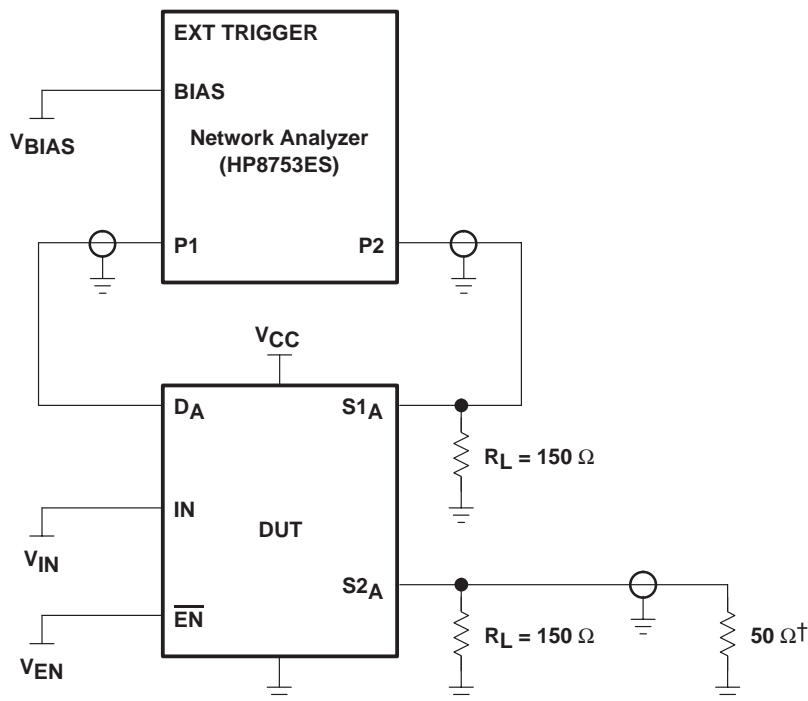 EXT TRIGGER
BIAS
VBIAS
Network Analyzer
(HP8753ES)
P1
P2
VCC
DA
S1A
RL = 150 Ω
IN
VIN
DUT
S2A
EN
VEN
RL = 150 Ω
50 Ω†